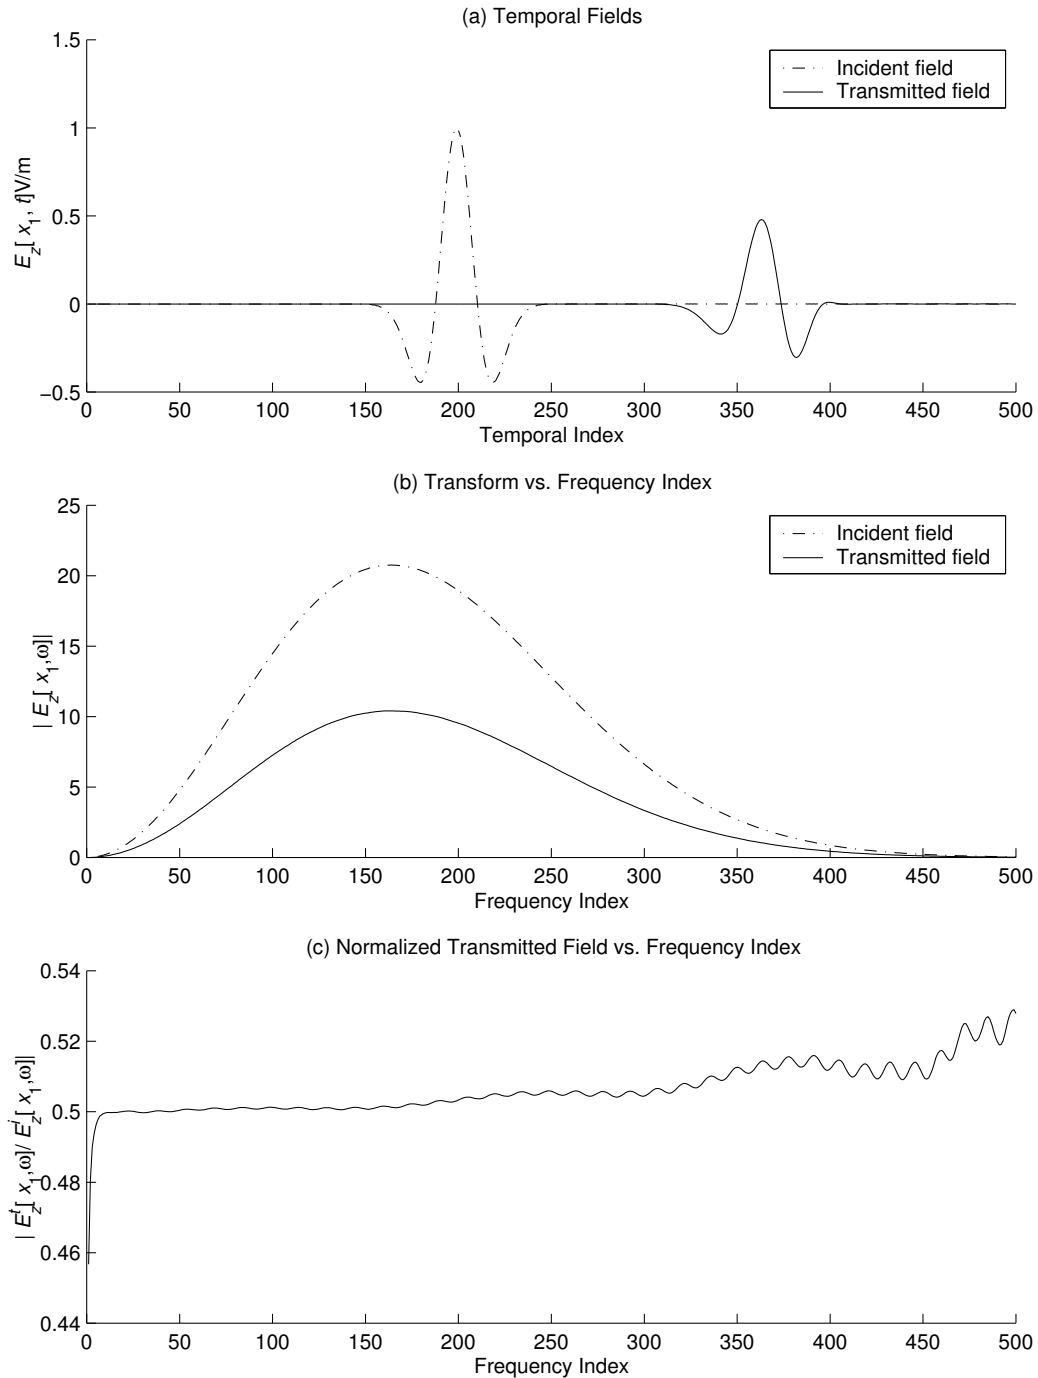 (a) Temporal Fields
1.5
1
0.5
0
−0.5
E_z[ x_1, t]V/m
Incident field
Transmitted field
0 50 100 150 200 250 300 350 400 450 500
Temporal Index
(b) Transform vs. Frequency Index
25
20
15
10
5
0
| E_z[ x_1,ω]|
Incident field
Transmitted field
0 50 100 150 200 250 300 350 400 450 500
Frequency Index
(c) Normalized Transmitted Field vs. Frequency Index
0.54
0.52
0.5
0.48
0.46
0.44
| E_z^t[ x_1,ω]/ E_z^i[ x_1,ω]|
0 50 100 150 200 250 300 350 400 450 500
Frequency Index